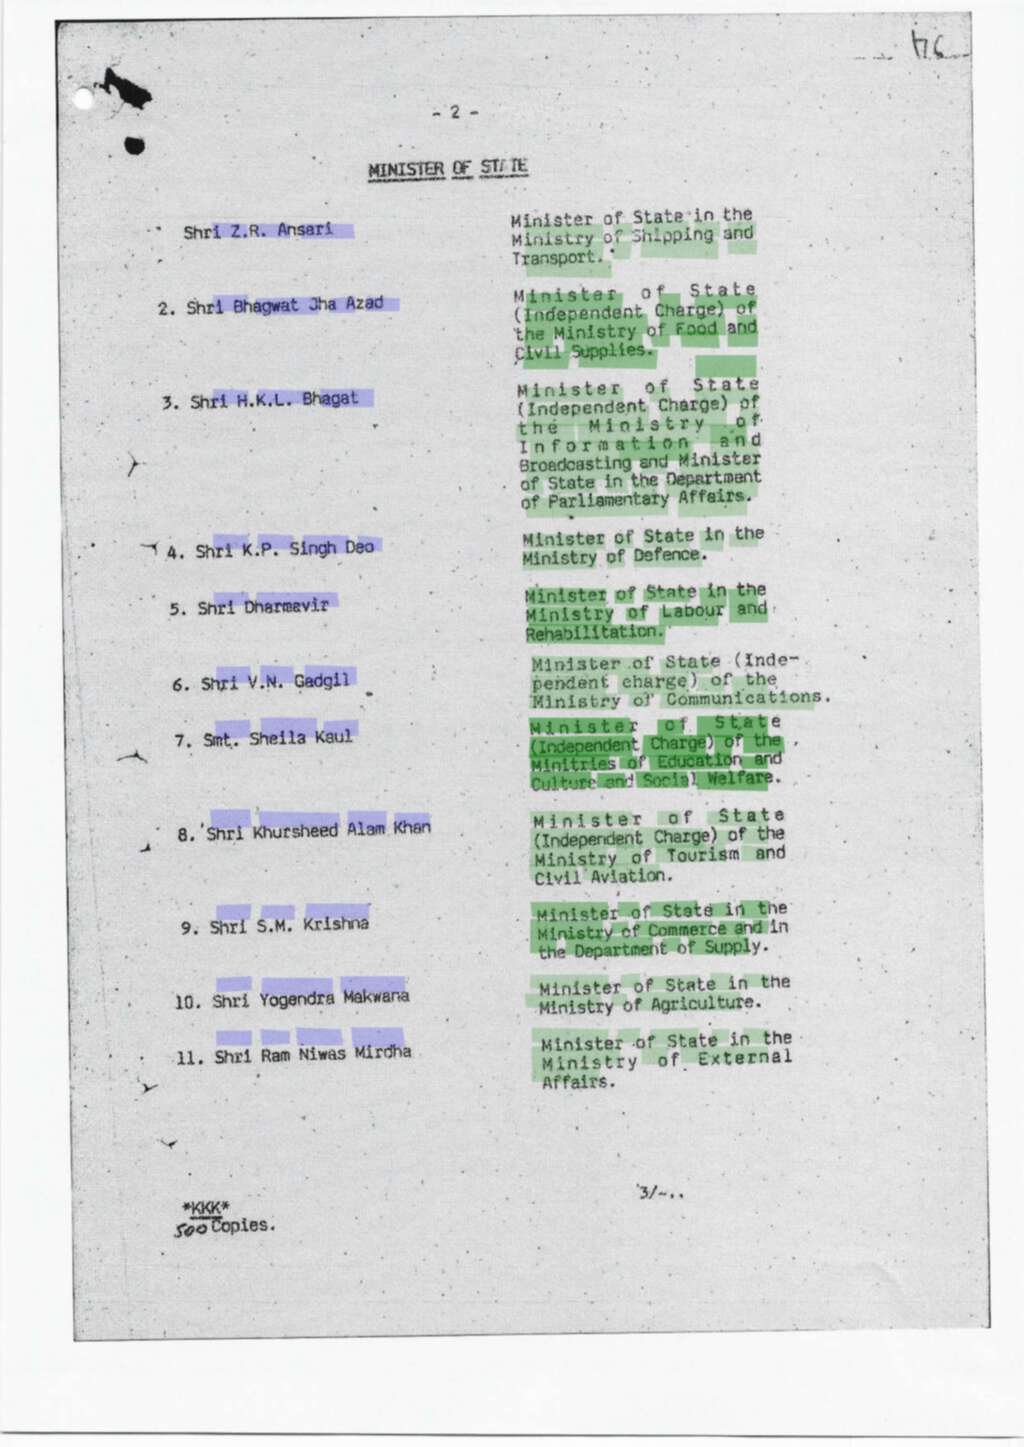 - 2 -
MINISTER OF STATE
Shri Z.R. Ansari
Minister of State in the
Ministry of Shipping and
Transport.
2. Shri Bhagwat Jha Azad
Minister of State
(Independent Charge) of
the Ministry of Food and
Civil Supplies.
3. Shri H.K.L. Bhagat
Minister of State
(Independent Charge) of
the Ministry of
Information and
Broadcasting and Minister
of State in the Department
of Parliamentary Affairs.
4. Shri K.P. Singh Deo
Minister of State in the
Ministry of Defence.
5. Shri Dharmavir
Minister of State in the
Ministry of Labour and
Rehabilitation.
6. Shri V.N. Gadgil
Minister of State (Inde-
pendent charge) of the
Ministry of Communications.
7. Smt. Sheila Kaul
Minister of State
(Independent Charge) of the
Minitries of Education and
Culture and Social Welfare.
8. Shri Khursheed Alam Khan
Minister of State
(Independent Charge) of the
Ministry of Tourism and
Civil Aviation.
9. Shri S.M. Krishna
Minister of State in the
Ministry of Commerce and in
the Department of Supply.
10. Shri Yogendra Makwana
Minister of State in the
Ministry of Agriculture.
11. Shri Ram Niwas Mirdha
Minister of State in the
Ministry of External
Affairs.
3/-..
*KKK*
500 Copies.